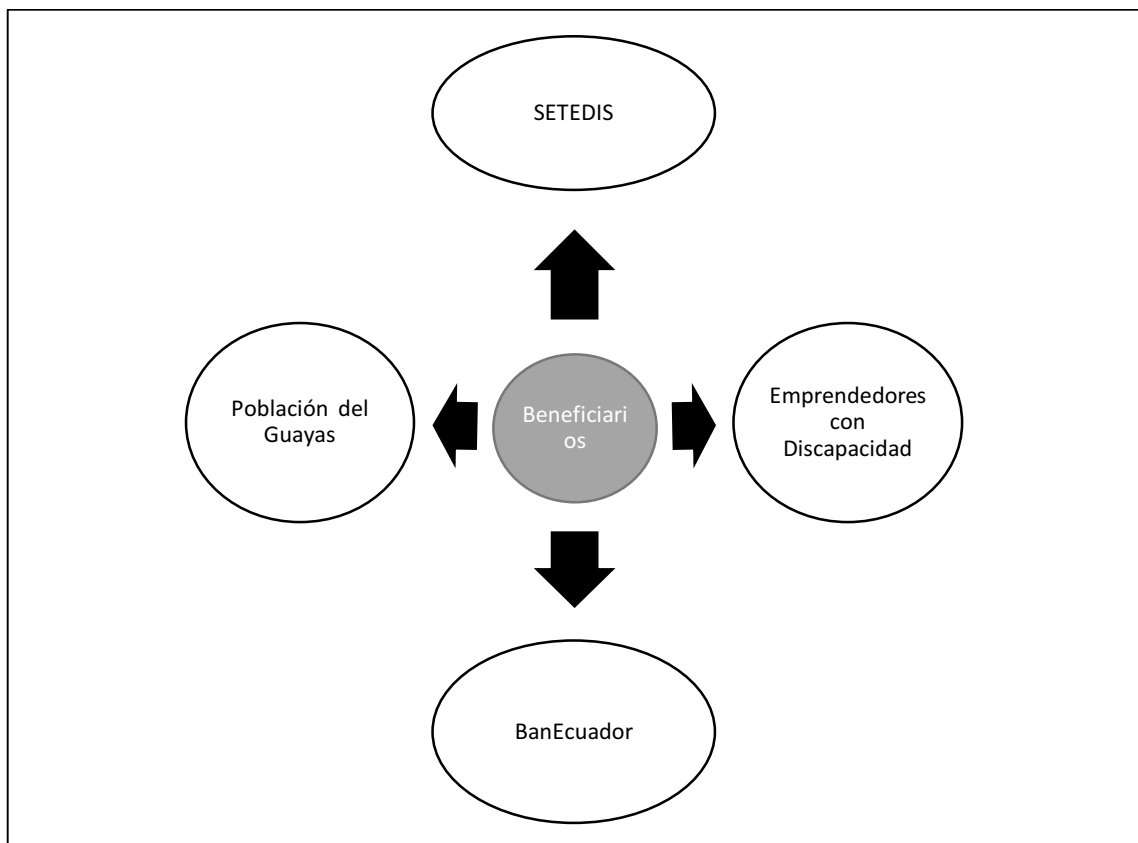 SETEDIS
Población del
Guayas
Beneficiari
os
Emprendedores
con
Discapacidad
BanEcuador